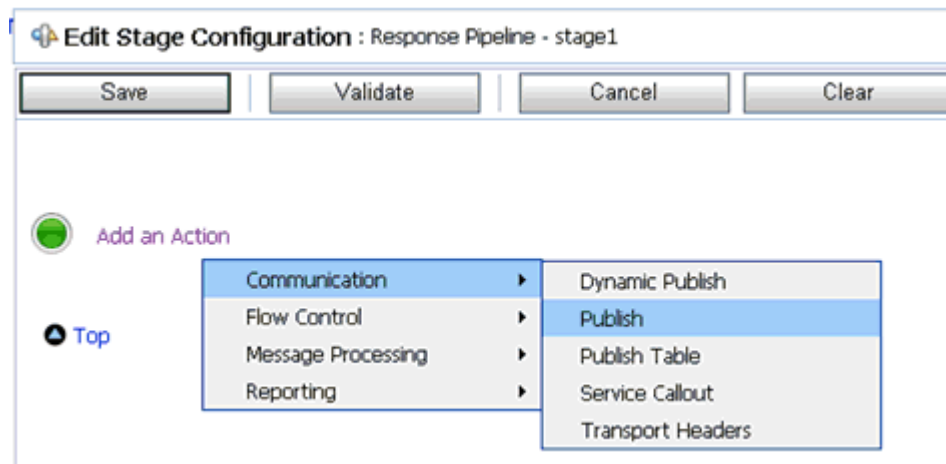 Edit Stage Configuration : Response Pipeline - stage1
Save Validate Cancel Clear
Add an Action
Communication
Flow Control
Message Processing
Reporting
Dynamic Publish
Publish
Publish Table
Service Callout
Transport Headers
Top